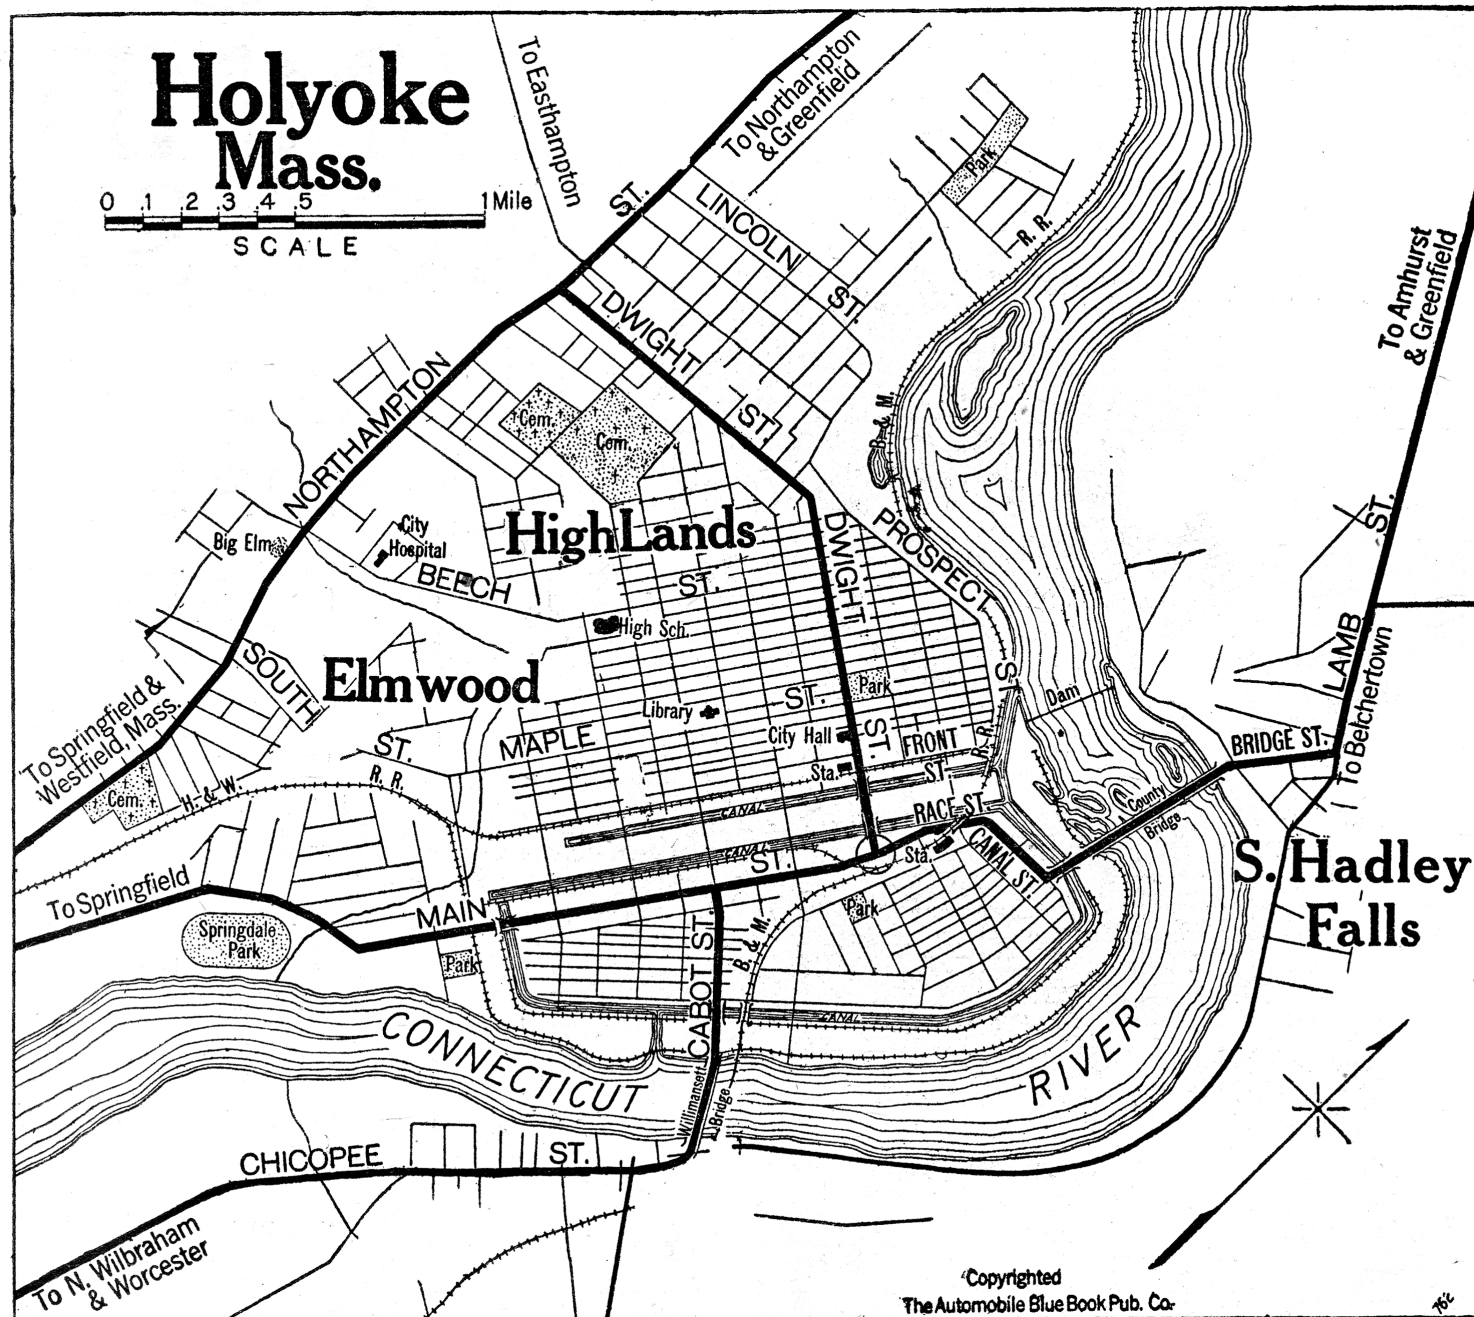 Holyoke
Mass.
0 .1 .2 .3 .4 .5 1 Mile
SCALE
To Easthampton
To Northampton
& Greenfield
ST.
LINCOLN
ST.
Park
R. R.
DWIGHT
ST.
NORTHAMPTON
Cem.
Cem.
B. & M.
To Amhurst
& Greenfield
HighLands
City
Hospital
Big Elm
BEECH
ST.
High Sch.
DWIGHT
ST.
PROSPECT
ST.
LAMB
ST.
To Belchertown
SOUTH
ST.
Elmwood
To Springfield &
Westfield, Mass.
Cem.
H. & W.
R. R.
MAPLE
ST.
Library
Park
City Hall
Sta.
FRONT
ST.
R. R.
Dam
BRIDGE ST.
County
Bridge
CANAL
CANAL
RACE ST.
Sta.
CANAL ST.
S. Hadley
Falls
To Springfield
MAIN
ST.
Springdale
Park
Park
Park
CABOT ST.
B. & M.
CANAL
CONNECTICUT
RIVER
Willimansett
Bridge
CHICOPEE
ST.
To N. Wilbraham
& Worcester
Copyrighted
The Automobile Blue Book Pub. Co.